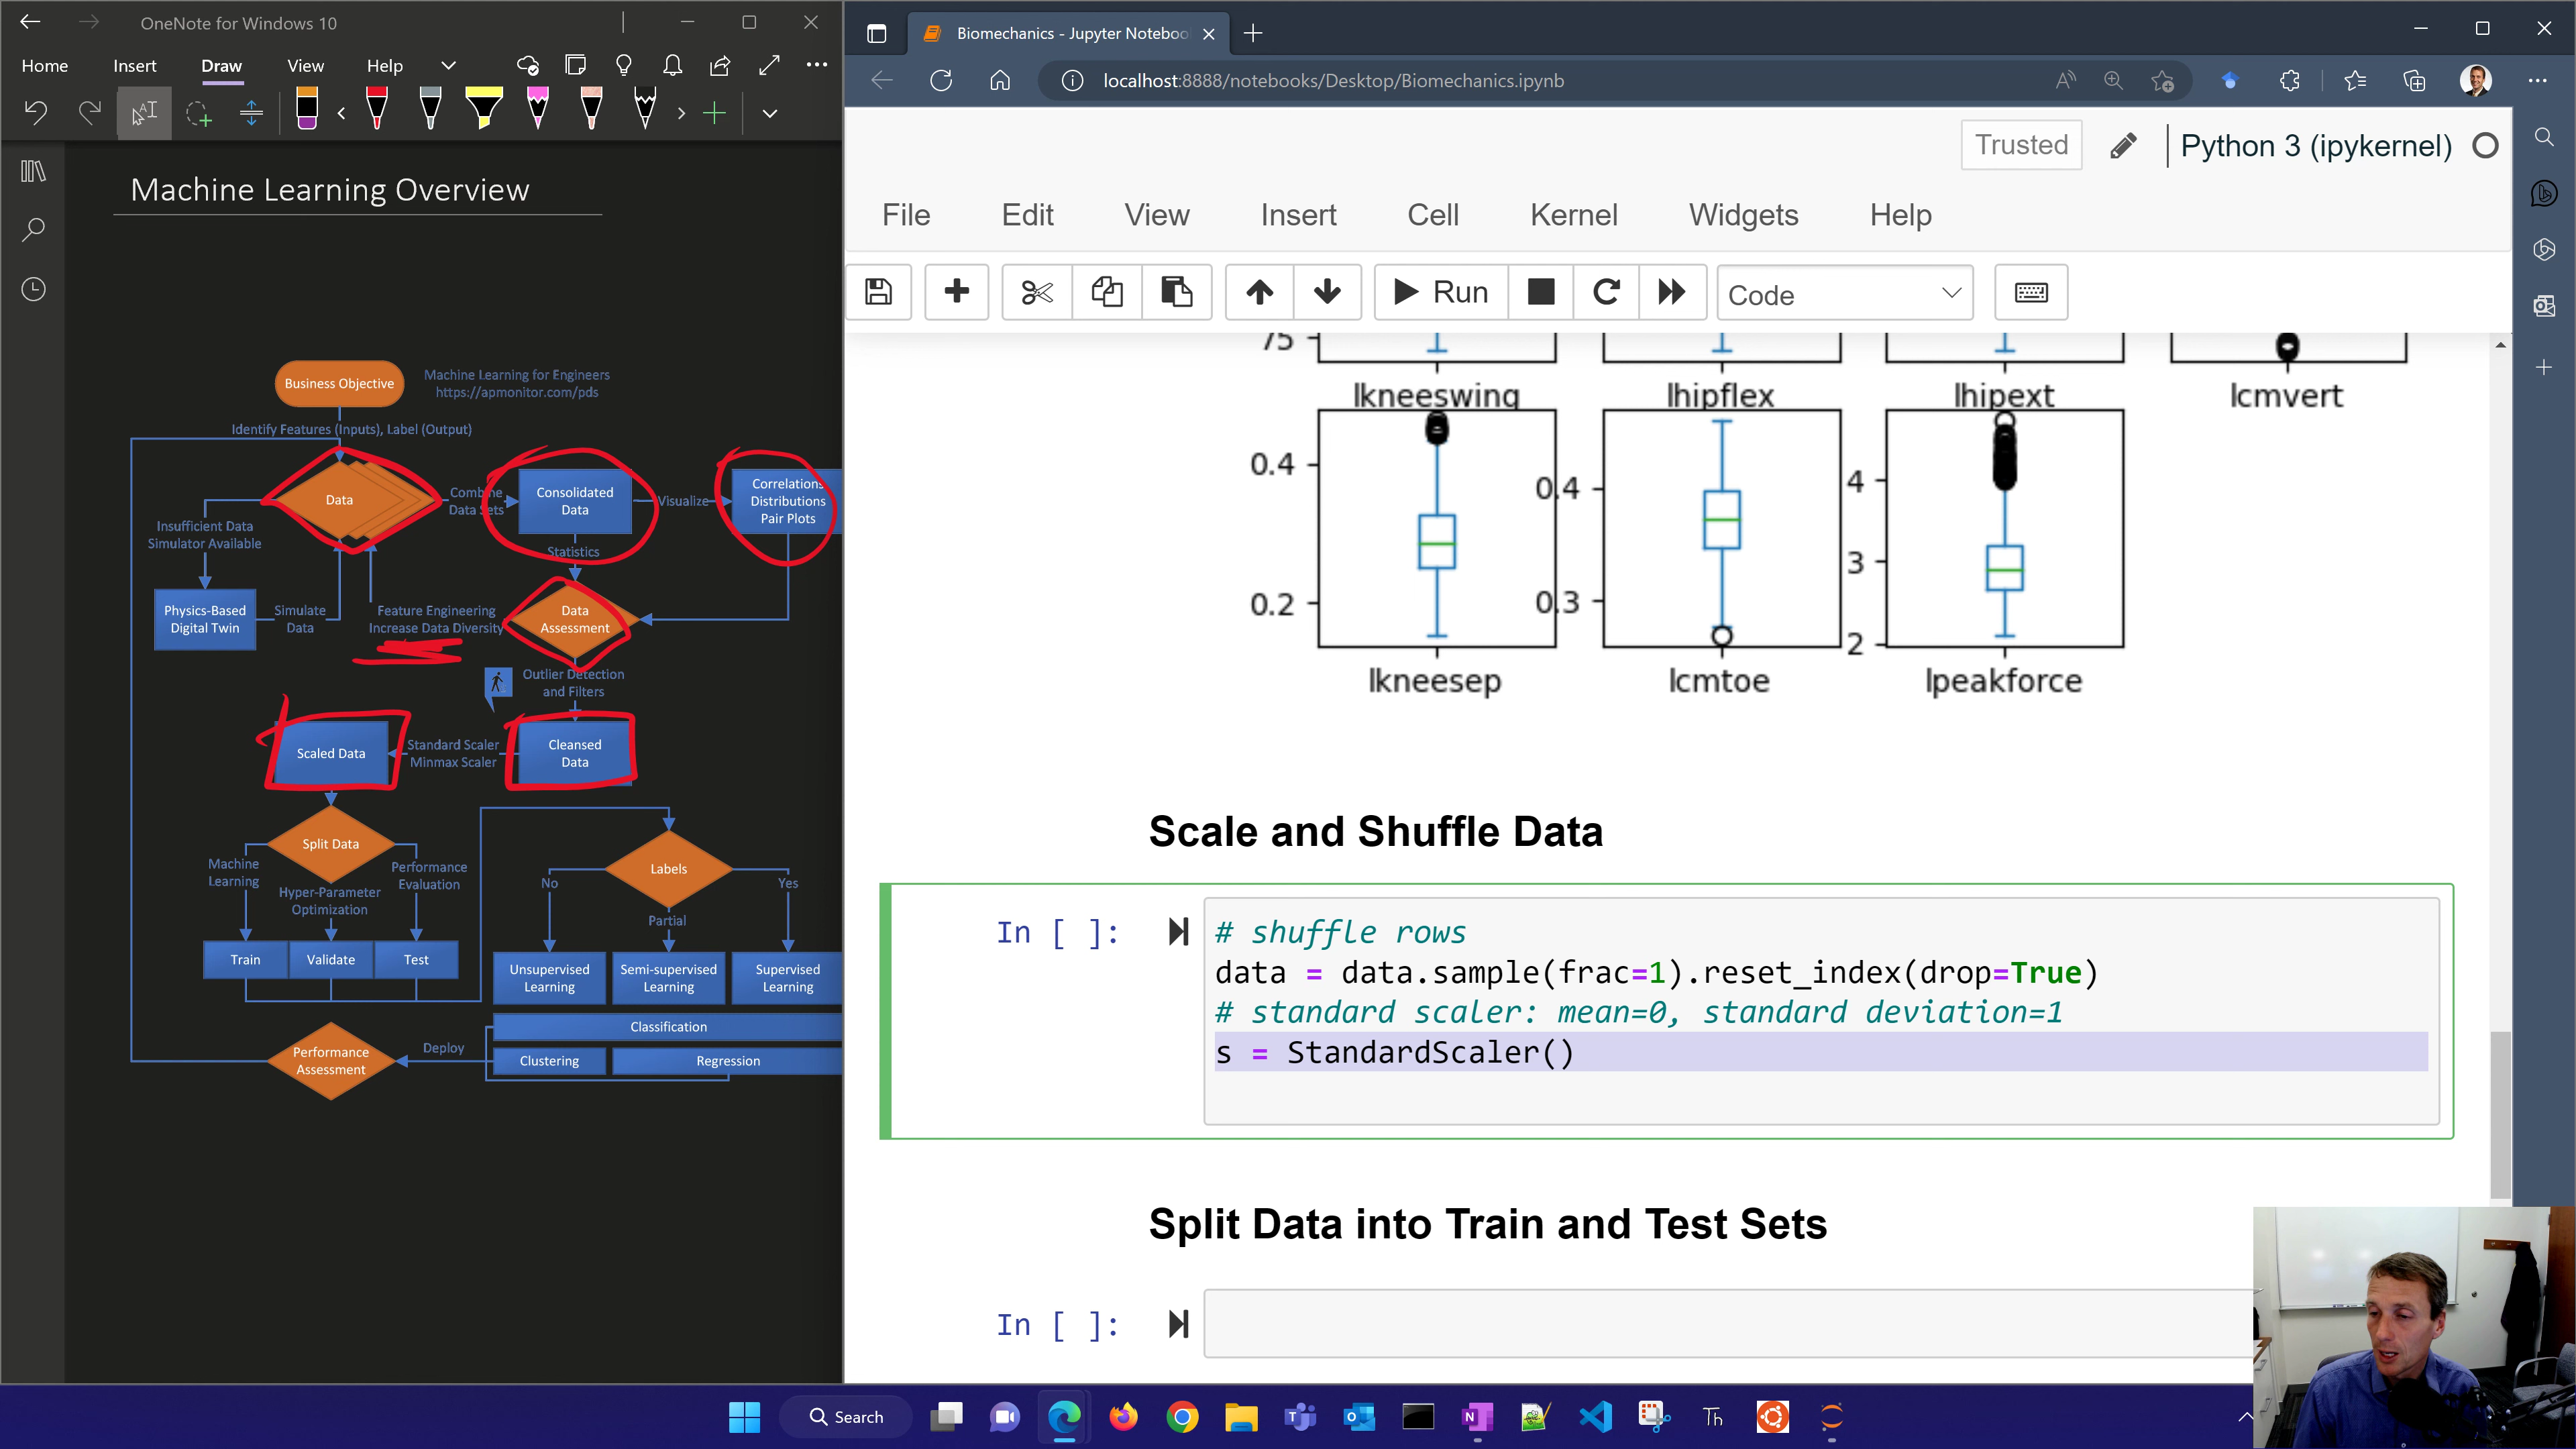 OneNote for Windows 10
Home Insert Draw View Help
Machine Learning Overview
Business Objective
Machine Learning for Engineers
https://apmonitor.com/pds
Identify Features (Inputs), Label (Output)
Data
Combine
Data Sets
Consolidated
Data
Visualize
Correlations
Distributions
Pair Plots
Insufficient Data
Simulator Available
Statistics
Physics-Based
Digital Twin
Simulate
Data
Feature Engineering
Increase Data Diversity
Data
Assessment
Outlier Detection
and Filters
Scaled Data
Standard Scaler
Minmax Scaler
Cleansed
Data
Split Data
Machine
Learning
Performance
Evaluation
Hyper-Parameter
Optimization
Train
Validate
Test
Labels
No
Yes
Partial
Unsupervised
Learning
Semi-supervised
Learning
Supervised
Learning
Classification
Clustering
Regression
Deploy
Performance
Assessment
Biomechanics - Jupyter Noteboo
localhost:8888/notebooks/Desktop/Biomechanics.ipynb
Trusted
Python 3 (ipykernel)
File Edit View Insert Cell Kernel Widgets Help
Run
Code
75
lkneeswing lhipflex lhipext lcmvert
0.4
0.2
0.4
0.3
4
3
2
lkneesep lcmtoe lpeakforce
Scale and Shuffle Data
In [ ]:
# shuffle rows
data = data.sample(frac=1).reset_index(drop=True)
# standard scaler: mean=0, standard deviation=1
s = StandardScaler()
Split Data into Train and Test Sets
In [ ]:
Search
Th